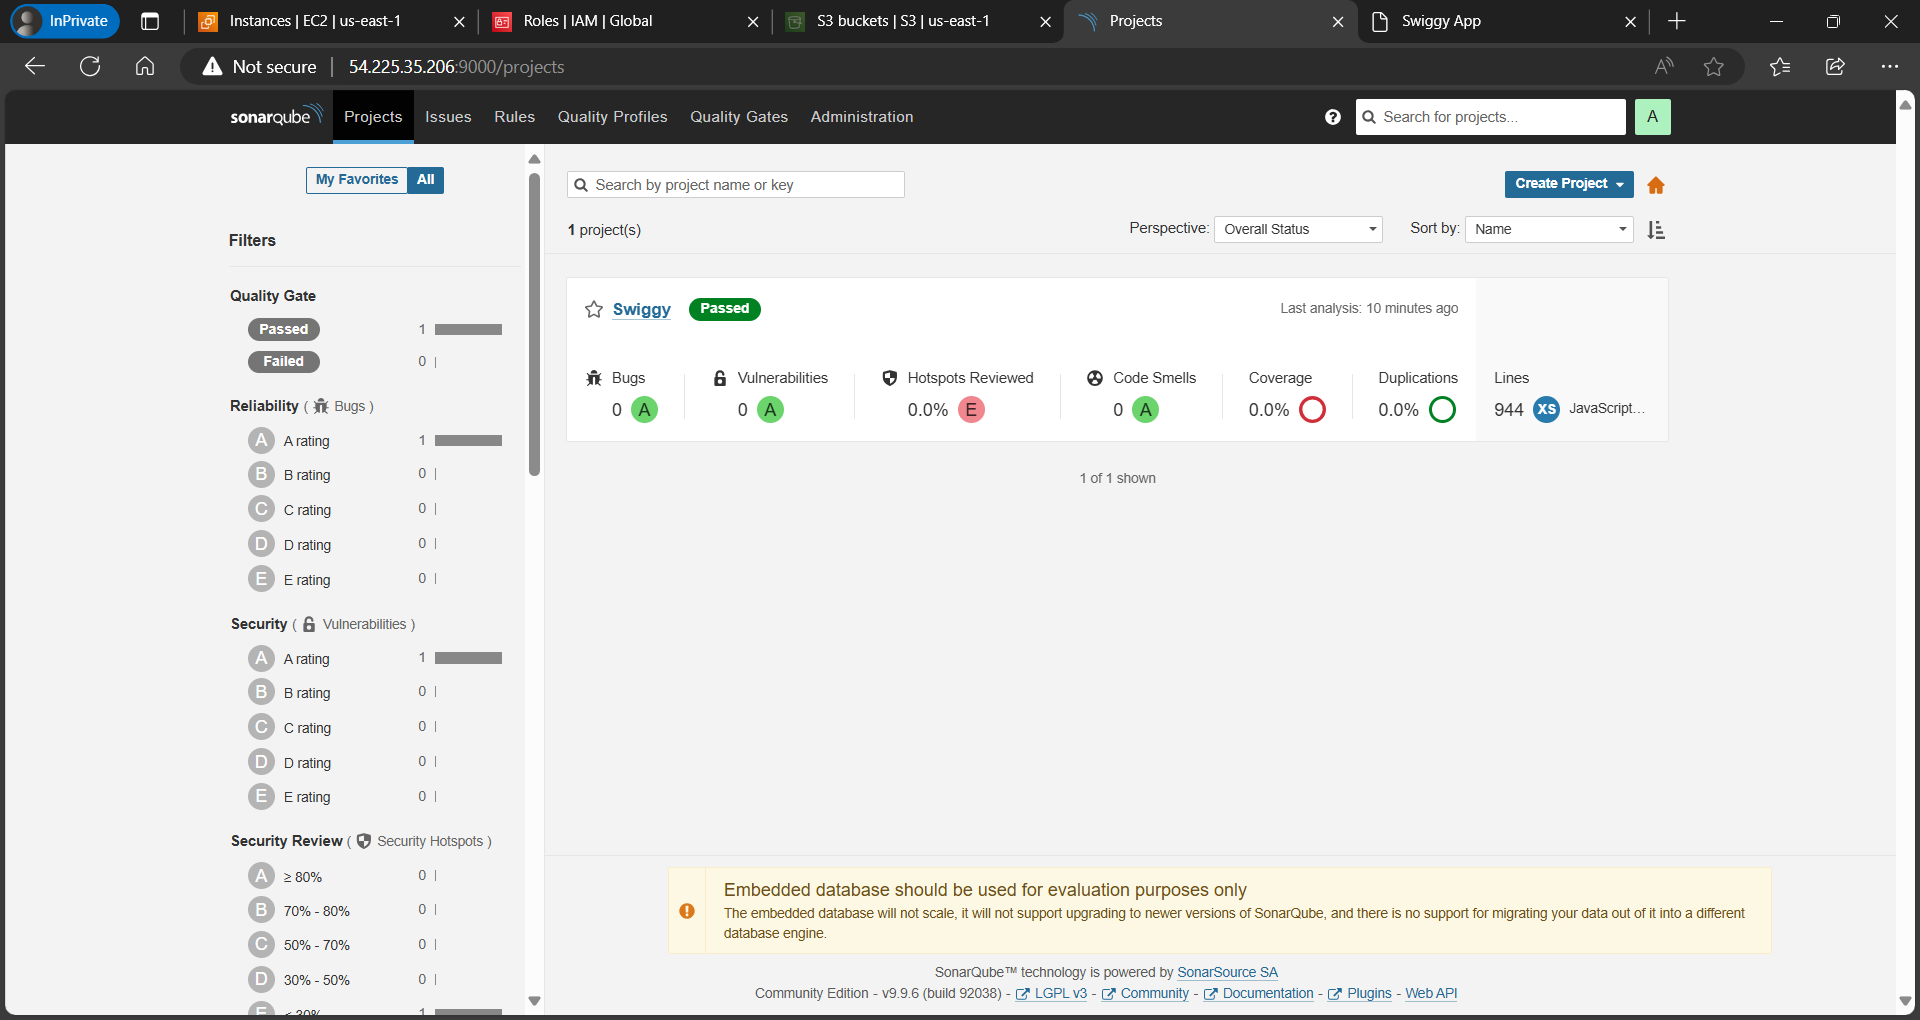 InPrivate
Instances | EC2 | us-east-1
Roles | IAM | Global
S3 buckets | S3 | us-east-1
Projects
Swiggy App
Not secure
54.225.35.206:9000/projects
sonarqube
Projects
Issues
Rules
Quality Profiles
Quality Gates
Administration
Search for projects...
A
My Favorites
All
Filters
Quality Gate
Passed 1
Failed 0
Reliability ( Bugs )
A A rating 1
B B rating 0
C C rating 0
D D rating 0
E E rating 0
Security ( Vulnerabilities )
A A rating 1
B B rating 0
C C rating 0
D D rating 0
E E rating 0
Security Review ( Security Hotspots )
A ≥ 80% 0
B 70% - 80% 0
C 50% - 70% 0
D 30% - 50% 0
E < 30% 1
Search by project name or key
Create Project
1 project(s)
Perspective: Overall Status
Sort by: Name
Swiggy Passed
Last analysis: 10 minutes ago
Bugs
0 A
Vulnerabilities
0 A
Hotspots Reviewed
0.0% E
Code Smells
0 A
Coverage
0.0%
Duplications
0.0%
Lines
944 XS JavaScript...
1 of 1 shown
Embedded database should be used for evaluation purposes only
The embedded database will not scale, it will not support upgrading to newer versions of SonarQube, and there is no support for migrating your data out of it into a different
database engine.
SonarQube™ technology is powered by SonarSource SA
Community Edition - v9.9.6 (build 92038) - LGPL v3 - Community - Documentation - Plugins - Web API